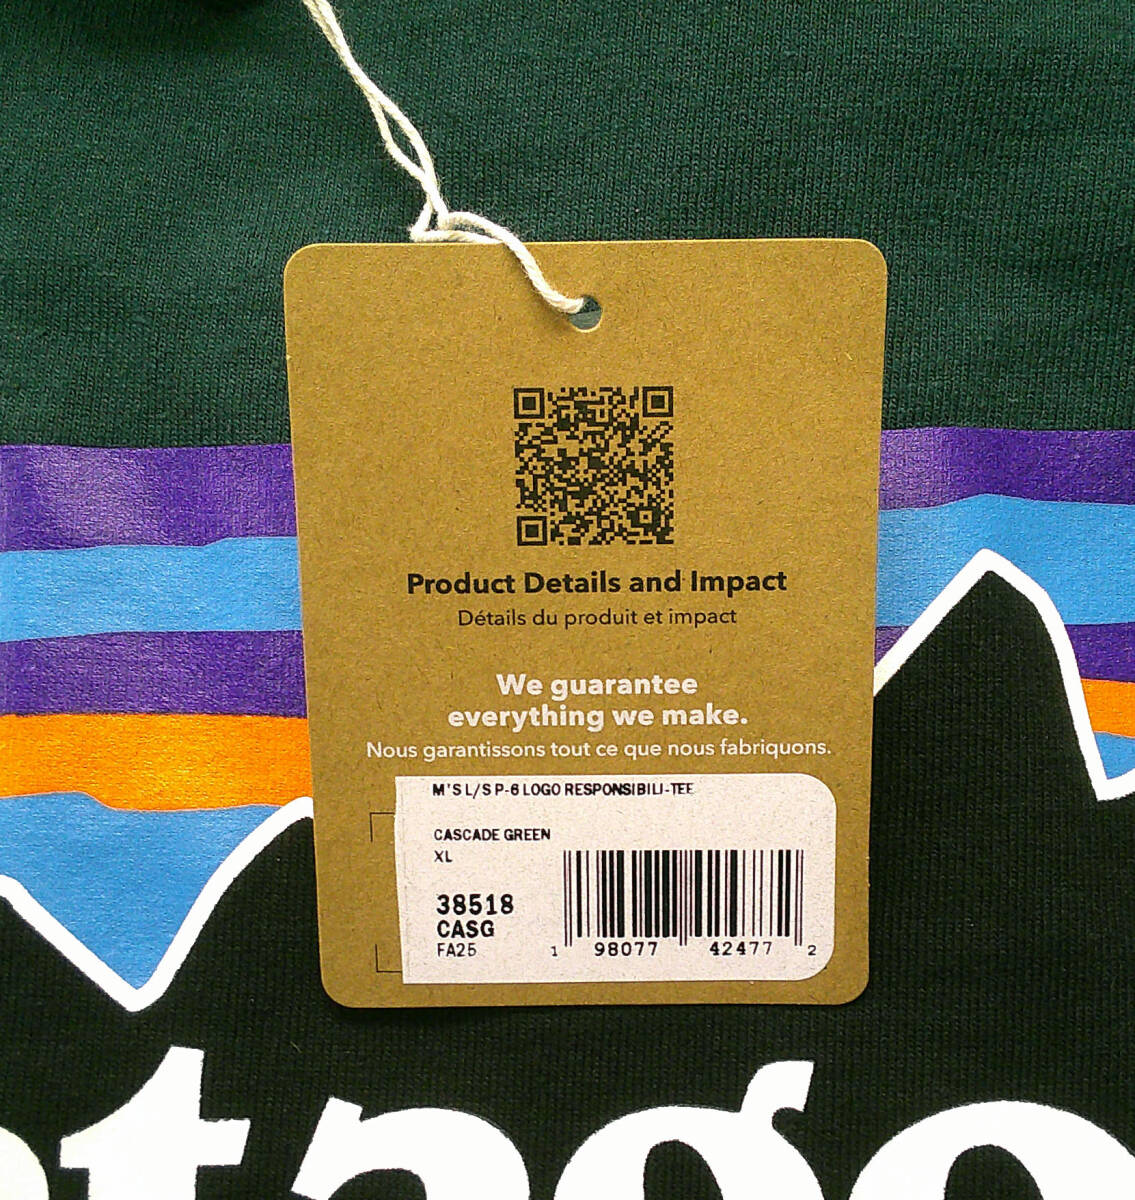 Product Details and Impact
Détails du produit et impact
We guarantee
everything we make.
Nous garantissons tout ce que nous fabriquons.
M'S L/S P-6 LOGO RESPONSIBILI-TEE
CASCADE GREEN
XL
38518
CASG
FA25
1 98077 42477 2
atago